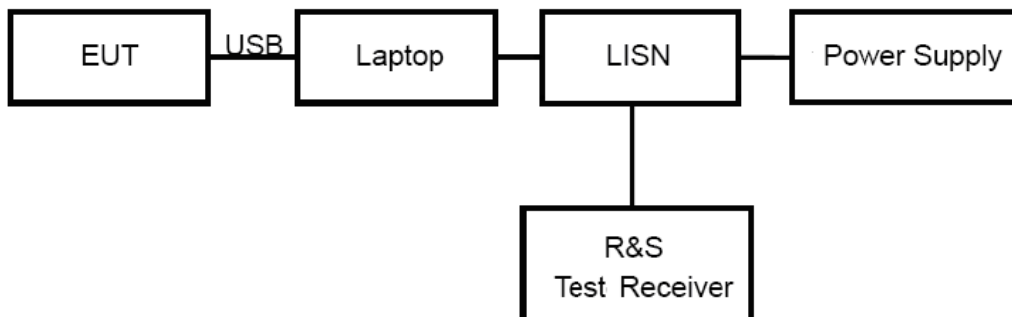 EUT
USB
Laptop
LISN
Power Supply
R&S
Test Receiver